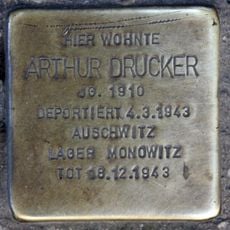 HIER WOHNTE
ARTHUR DRUCKER
JG. 1910
DEPORTIERT 4.3.1943
AUSCHWITZ
LAGER MONOWITZ
TOT 18.12.1943